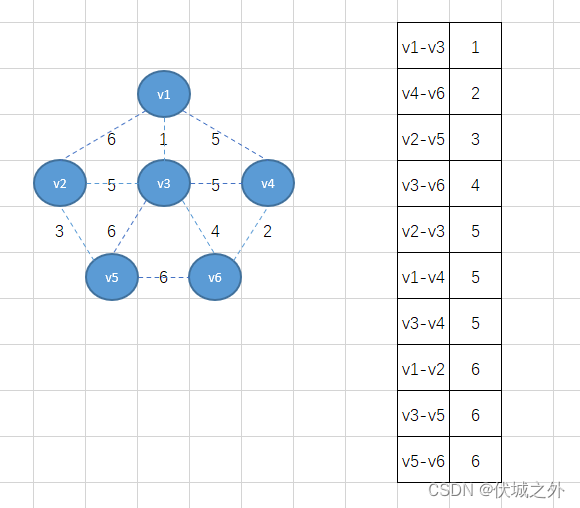 v1
6 1 5
v2 5 v3 5 v4
3 6 4 2
v5 6 v6
v1-v3 1
v4-v6 2
v2-v5 3
v3-v6 4
v2-v3 5
v1-v4 5
v3-v4 5
v1-v2 6
v3-v5 6
v5-v6 6
CSDN @伏城之外